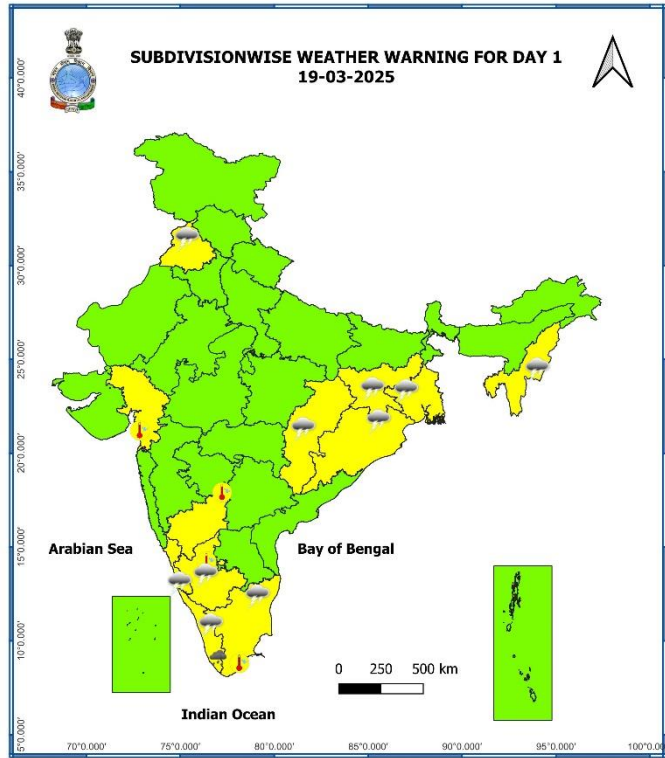 SUBDIVISIONWISE WEATHER WARNING FOR DAY 1
19-03-2025
40°0.000'
35°0.000'
30°0.000'
25°0.000'
20°0.000'
15°0.000'
10°0.000'
5°0.000'
Arabian Sea
Bay of Bengal
0 250 500 km
Indian Ocean
70°0.000' 75°0.000' 80°0.000' 85°0.000' 90°0.000' 95°0.000' 100°0.0